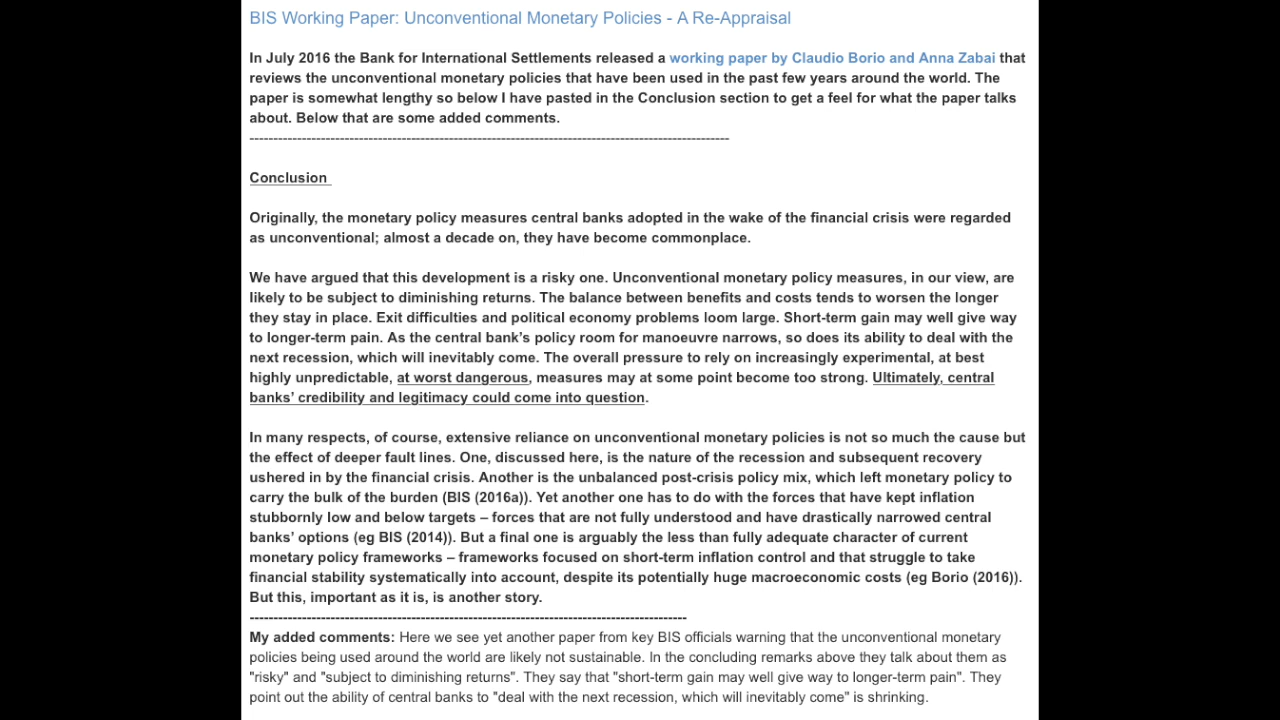 BIS Working Paper: Unconventional Monetary Policies - A Re-Appraisal
In July 2016 the Bank for International Settlements released a working paper by Claudio Borio and Anna Zabai that
reviews the unconventional monetary policies that have been used in the past few years around the world. The
paper is somewhat lengthy so below I have pasted in the Conclusion section to get a feel for what the paper talks
about. Below that are some added comments.
----------------------------------------------------------------------------------------------------
Conclusion
Originally, the monetary policy measures central banks adopted in the wake of the financial crisis were regarded
as unconventional; almost a decade on, they have become commonplace.
We have argued that this development is a risky one. Unconventional monetary policy measures, in our view, are
likely to be subject to diminishing returns. The balance between benefits and costs tends to worsen the longer
they stay in place. Exit difficulties and political economy problems loom large. Short-term gain may well give way
to longer-term pain. As the central bank’s policy room for manoeuvre narrows, so does its ability to deal with the
next recession, which will inevitably come. The overall pressure to rely on increasingly experimental, at best
highly unpredictable, at worst dangerous, measures may at some point become too strong. Ultimately, central
banks’ credibility and legitimacy could come into question.
In many respects, of course, extensive reliance on unconventional monetary policies is not so much the cause but
the effect of deeper fault lines. One, discussed here, is the nature of the recession and subsequent recovery
ushered in by the financial crisis. Another is the unbalanced post-crisis policy mix, which left monetary policy to
carry the bulk of the burden (BIS (2016a)). Yet another one has to do with the forces that have kept inflation
stubbornly low and below targets – forces that are not fully understood and have drastically narrowed central
banks’ options (eg BIS (2014)). But a final one is arguably the less than fully adequate character of current
monetary policy frameworks – frameworks focused on short-term inflation control and that struggle to take
financial stability systematically into account, despite its potentially huge macroeconomic costs (eg Borio (2016)).
But this, important as it is, is another story.
-------------------------------------------------------------------------------------------
My added comments: Here we see yet another paper from key BIS officials warning that the unconventional monetary
policies being used around the world are likely not sustainable. In the concluding remarks above they talk about them as
"risky" and "subject to diminishing returns". They say that "short-term gain may well give way to longer-term pain". They
point out the ability of central banks to "deal with the next recession, which will inevitably come" is shrinking.